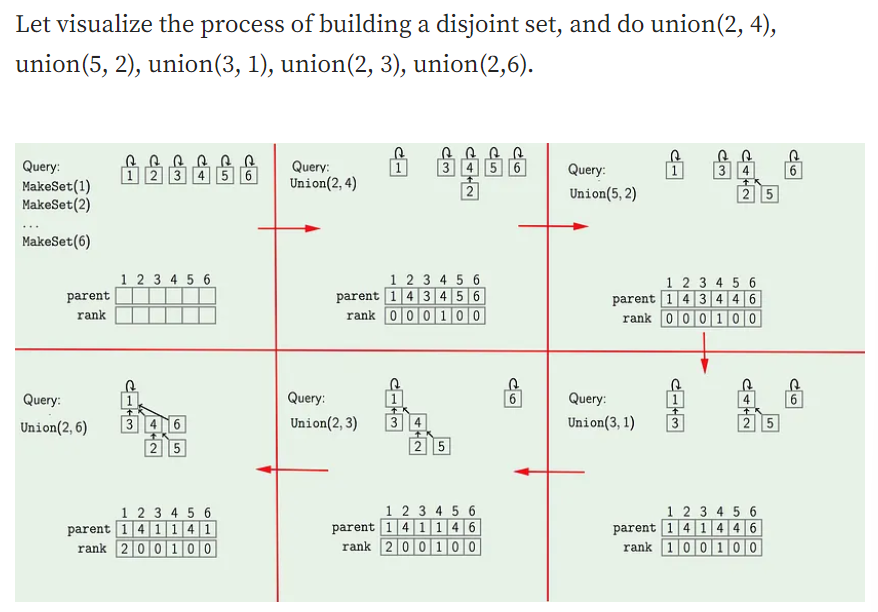 Let visualize the process of building a disjoint set, and do union(2, 4),
union(5, 2), union(3, 1), union(2, 3), union(2,6).
Query:
MakeSet(1)
MakeSet(2)
...
MakeSet(6)
1 2 3 4 5 6
1 2 3 4 5 6
parent
rank
Query:
Union(2,4)
1 3 4 5 6
2
1 2 3 4 5 6
parent 1 4 3 4 5 6
rank 0 0 0 1 0 0
Query:
Union(5,2)
1 3 4 6
2 5
1 2 3 4 5 6
parent 1 4 3 4 4 6
rank 0 0 0 1 0 0
Query:
Union(2,6)
1
3 4 6
2 5
1 2 3 4 5 6
parent 1 4 1 1 4 1
rank 2 0 0 1 0 0
Query:
Union(2,3)
1 6
3 4
2 5
1 2 3 4 5 6
parent 1 4 1 1 4 6
rank 2 0 0 1 0 0
Query:
Union(3,1)
1 4 6
3 2 5
1 2 3 4 5 6
parent 1 4 1 4 4 6
rank 1 0 0 1 0 0